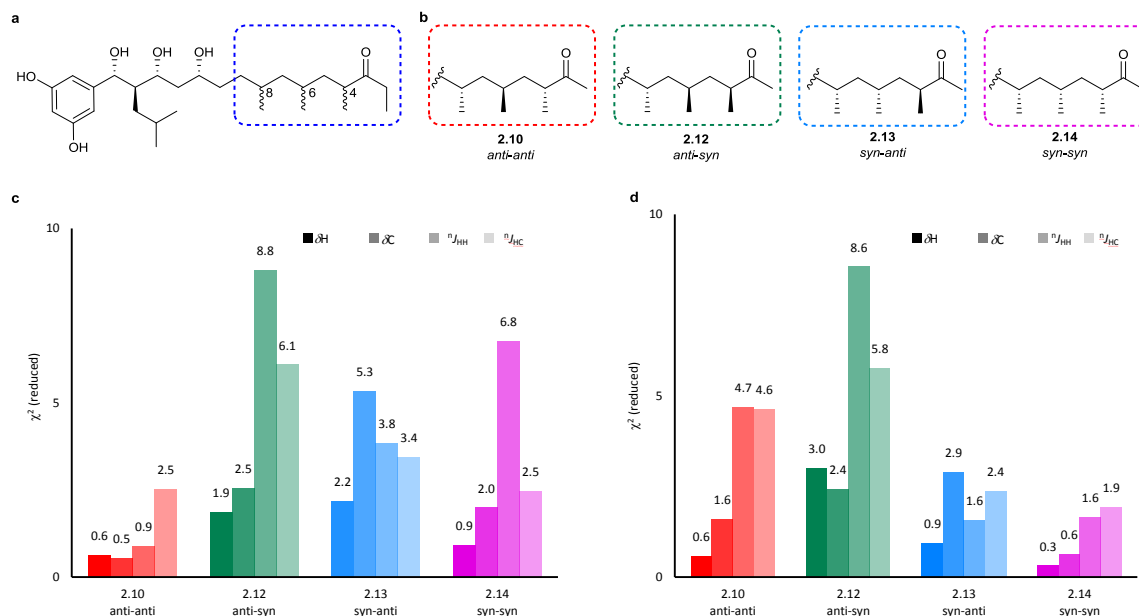 a
OH OH OH
HO
OH
8 6 4
O
b
O
2.10
anti-anti
O
2.12
anti-syn
O
2.13
syn-anti
O
2.14
syn-syn
c
10
5
0
χ² (reduced)
δH δC ⁿJHH ⁿJHC
0.6 0.5 0.9 2.5
1.9 2.5 8.8 6.1
2.2 5.3 3.8 3.4
0.9 2.0 6.8 2.5
2.10 2.12 2.13 2.14
anti-anti anti-syn syn-anti syn-syn
d
10
5
0
χ² (reduced)
δH δC ⁿJHH ⁿJHC
0.6 1.6 4.7 4.6
3.0 2.4 8.6 5.8
0.9 2.9 1.6 2.4
0.3 0.6 1.6 1.9
2.10 2.12 2.13 2.14
anti-anti anti-syn syn-anti syn-syn